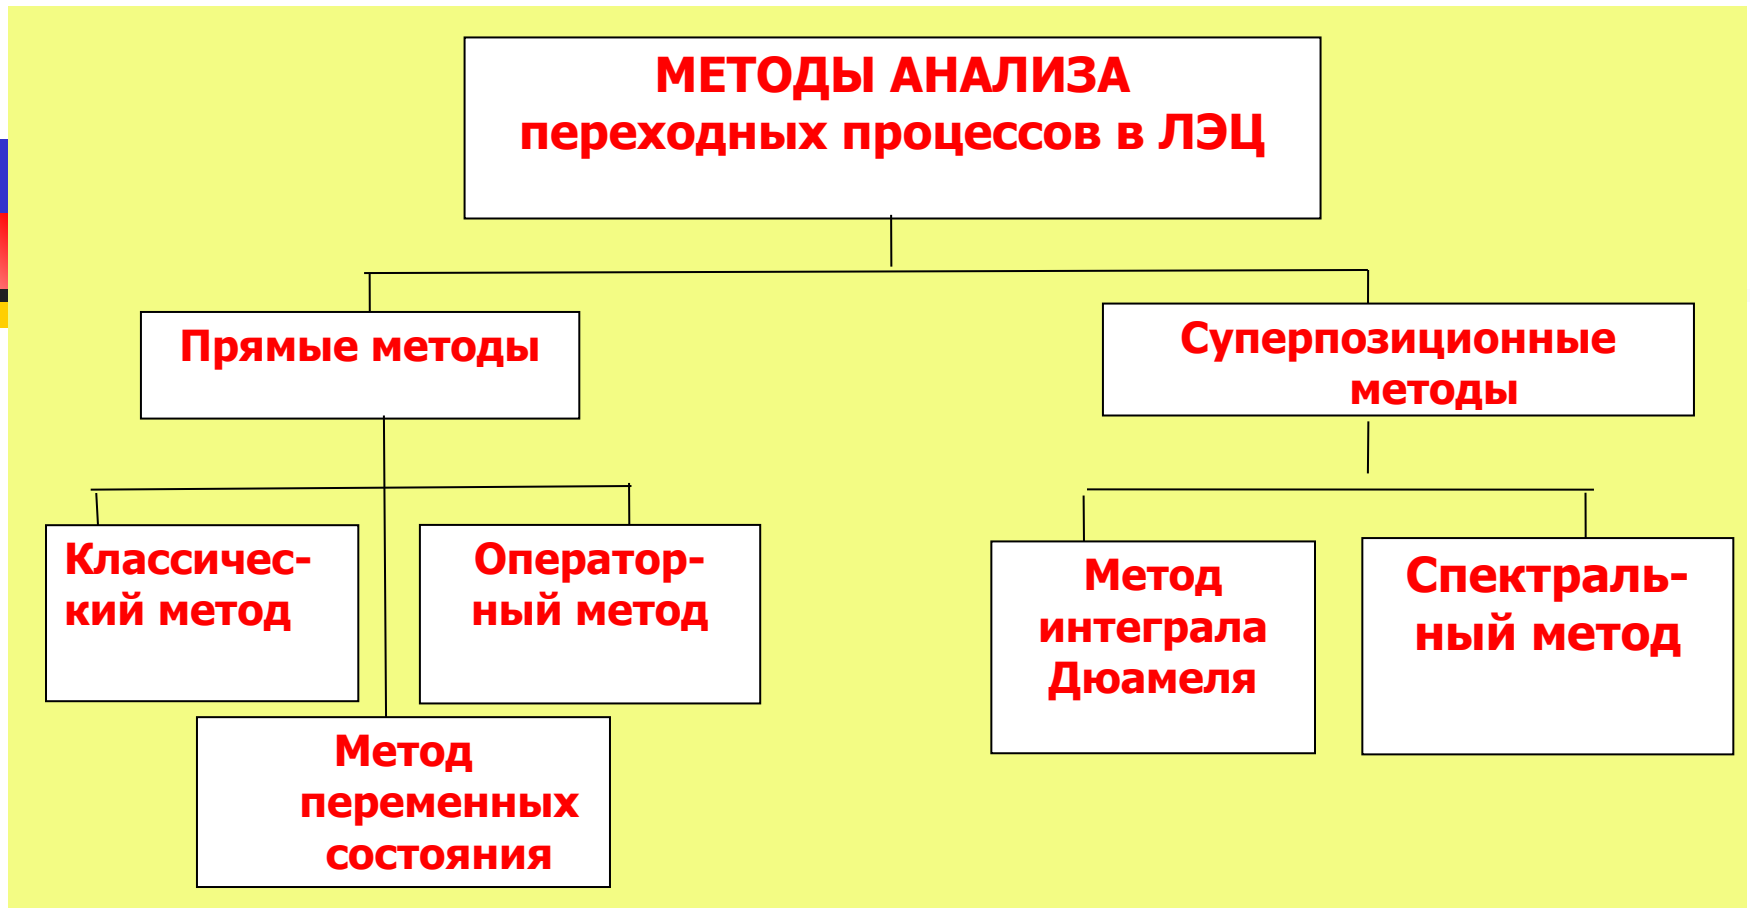 МЕТОДЫ АНАЛИЗА
переходных процессов в ЛЭЦ
Прямые методы
Суперпозиционные
методы
Классичес-
кий метод
Оператор-
ный метод
Метод
переменных
состояния
Метод
интеграла
Дюамеля
Спектраль-
ный метод